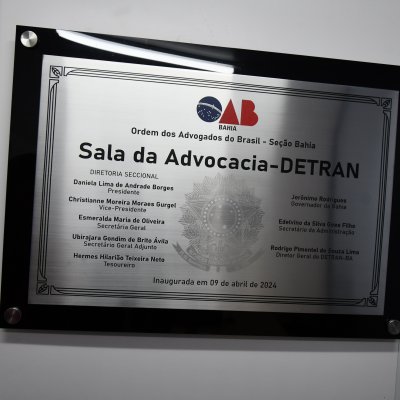 OAB
BAHIA
Ordem dos Advogados do Brasil - Seção Bahia
Sala da Advocacia-DETRAN
DIRETORIA SECCIONAL
Daniela Lima de Andrade Borges
Presidente
Christianne Moreira Moraes Gurgel
Vice-Presidente
Esmeralda Maria de Oliveira
Secretária Geral
Ubirajara Gondim de Brito Ávila
Secretário Geral Adjunto
Hermes Hilarião Teixeira Neto
Tesoureiro
Jerônimo Rodrigues
Governador da Bahia
Edelvino da Silva Góes Filho
Secretário da Administração
Rodrigo Pimentel de Souza Lima
Diretor Geral do DETRAN-BA
Inaugurada em 09 de abril de 2024